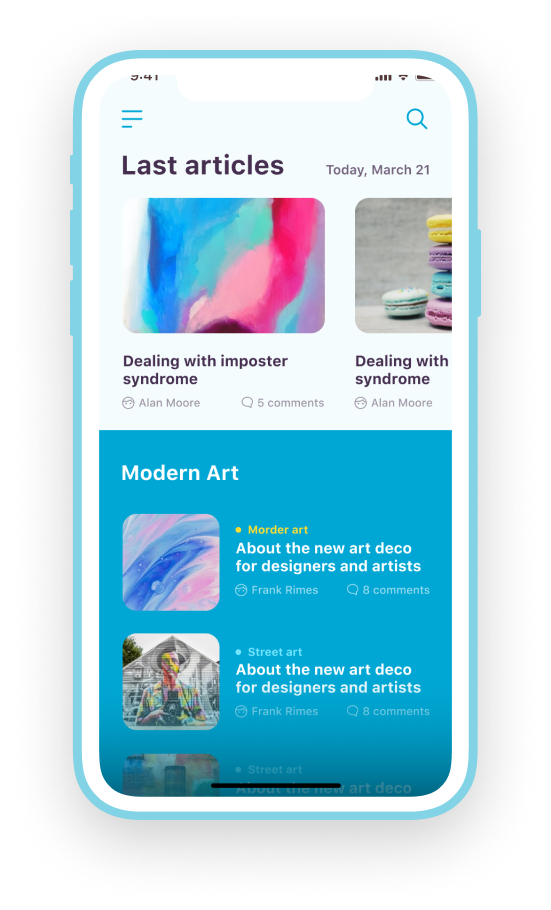 9:41
Last articles
Today, March 21
Dealing with imposter
syndrome
Alan Moore
5 comments
Dealing with
syndrome
Alan Moore
Modern Art
Morder art
About the new art deco
for designers and artists
Frank Rimes
8 comments
Street art
About the new art deco
for designers and artists
Frank Rimes
8 comments
Street art
About the new art deco